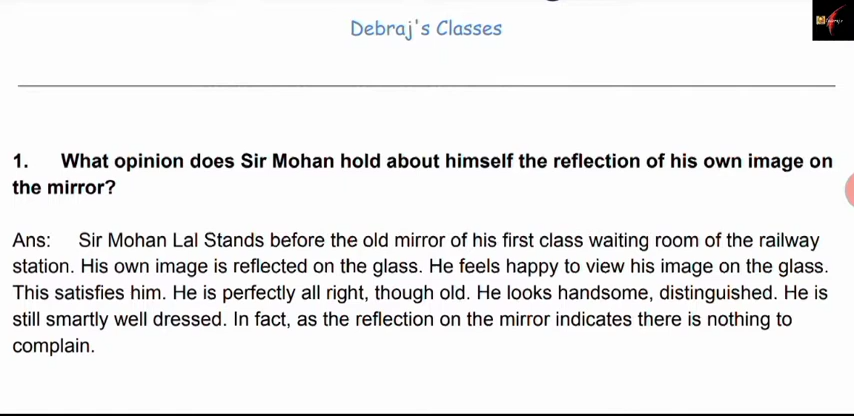 Debraj's Classes
1. What opinion does Sir Mohan hold about himself the reflection of his own image on
the mirror?
Ans: Sir Mohan Lal Stands before the old mirror of his first class waiting room of the railway
station. His own image is reflected on the glass. He feels happy to view his image on the glass.
This satisfies him. He is perfectly all right, though old. He looks handsome, distinguished. He is
still smartly well dressed. In fact, as the reflection on the mirror indicates there is nothing to
complain.